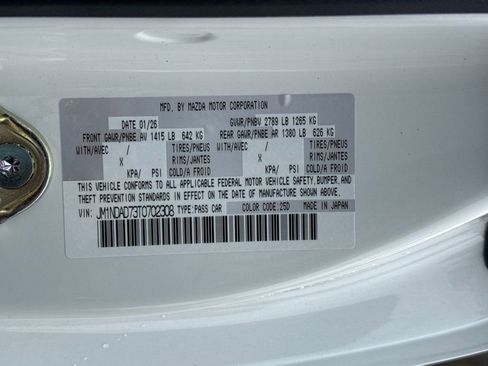 MFD. BY MAZDA MOTOR CORPORATION
DATE 01/26 GVWR/PNBV 2789 LB 1265 KG
FRONT GAWR/PNBE AV 1415 LB 642 KG REAR GAWR/PNBE AR 1380 LB 626 KG
WITH/AVEC / TIRES/PNEUS WITH/AVEC / TIRES/PNEUS
X RIMS/JANTES X RIMS/JANTES
KPA/ PSI COLD/A FROID KPA/ PSI COLD/A FROID
THIS VEHICLE CONFORMS TO ALL APPLICABLE FEDERAL MOTOR VEHICLE SAFETY, BUMPER, AND
THEFT PREVENTION STANDARDS IN EFFECT ON THE DATE OF MANUFACTURE SHOWN ABOVE.
VIN: JM1NDAD73T0702308 TYPE: PASS CAR COLOR CODE: 25D MADE IN JAPAN